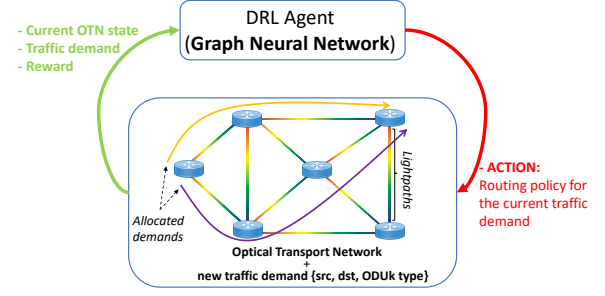 DRL Agent
(Graph Neural Network)
- Current OTN state
- Traffic demand
- Reward
- ACTION:
Routing policy for
the current traffic
demand
Lightpaths
Allocated
demands
Optical Transport Network
+
new traffic demand {src, dst, ODUk type}